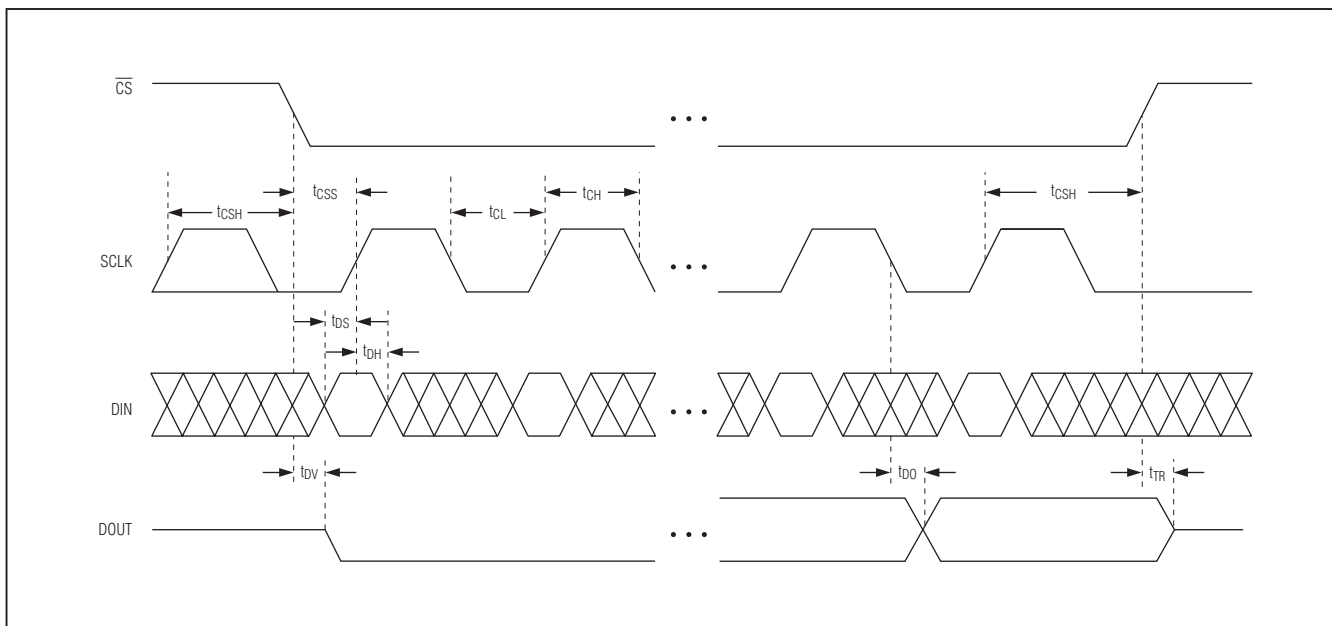 CS
• • •
tCSS
tCH
tCSH
tCL
tCSH
SCLK
• • •
tDS
tDH
DIN
• • •
tDV
tDO
tTR
DOUT
• • •